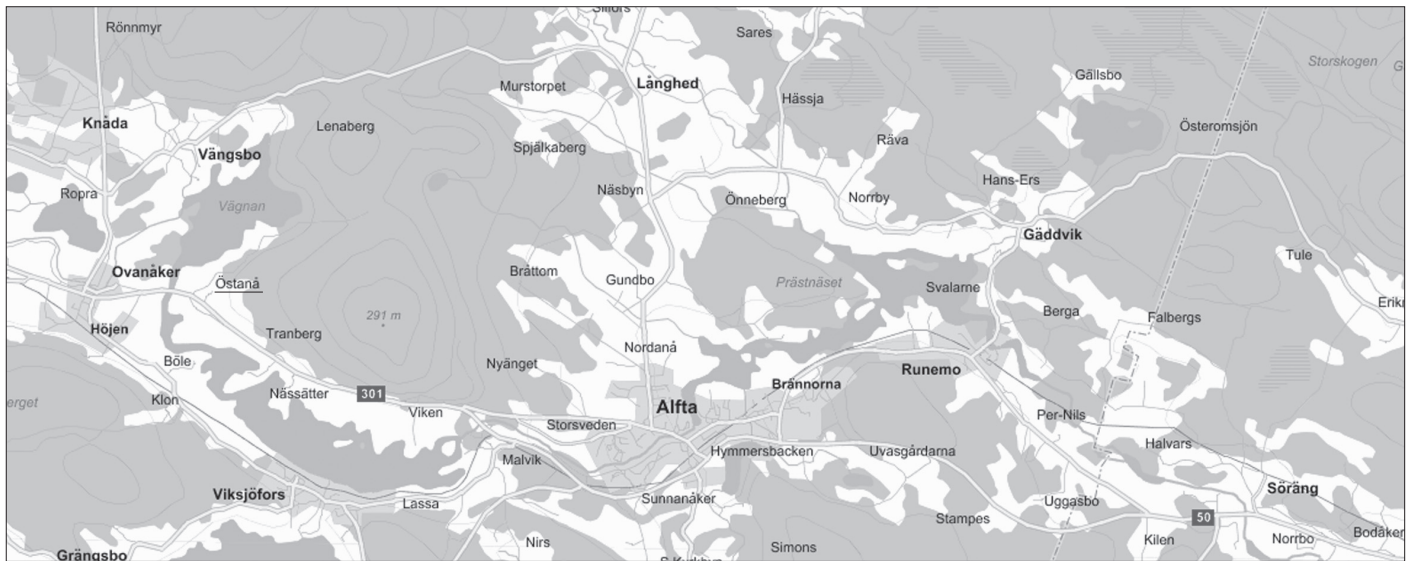 Rönnmyr
Sares
Storskogen
Gällsbo
Murstorpet
Långhed
Hässja
Knåda
Lenaberg
Österomsjön
Räva
Spjälkaberg
Vängsbo
Hans-Ers
Ropra
Näsbyn
Önneberg
Norrby
Vägnan
Gäddvik
Tule
Ovanåker
Östanå
Bråttom
Gundbo
Prästnäset
Svalarne
Berga
Falbergs
291 m
Höjen
Tranberg
Böle
Nyänget
Nordanå
Runemo
Brännorna
Nässätter
301
Klon
Viken
Alfta
Per-Nils
Storsveden
Halvars
Malvik
Hymmersbacken
Uvasgårdarna
Söräng
Viksjöfors
Lassa
Sunnanåker
Uggasbo
Stampes
50
Bodåker
Nirs
Simons
Kilen
Norrbo
Grängsbo